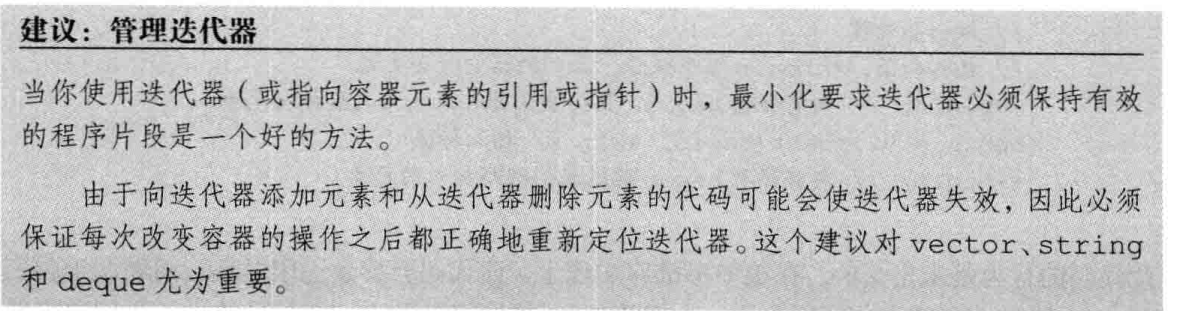 建议：管理迭代器
当你使用迭代器（或指向容器元素的引用或指针）时，最小化要求迭代器必须保持有效
的程序片段是一个好的方法。
由于向迭代器添加元素和从迭代器删除元素的代码可能会使迭代器失效，因此必须
保证每次改变容器的操作之后都正确地重新定位迭代器。这个建议对 vector、string
和 deque 尤为重要。